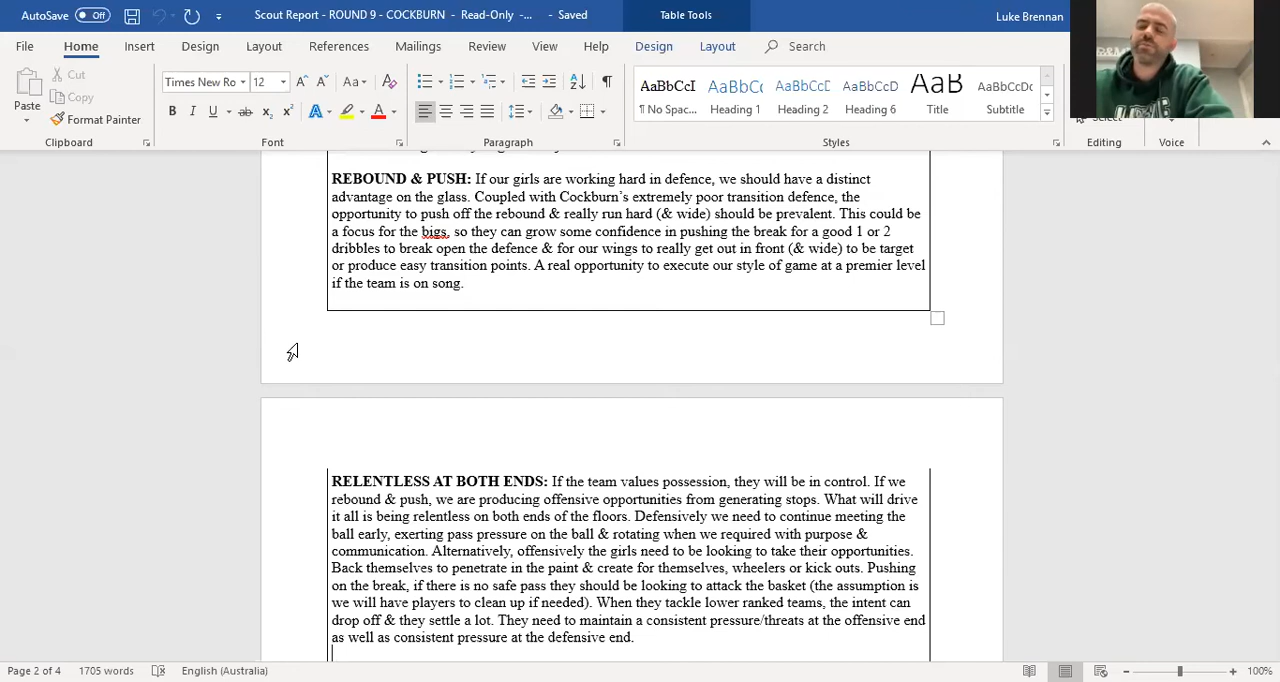 AutoSave Off Scout Report - ROUND 9 - COCKBURN - Read-Only -... - Saved Table Tools Luke Brennan
File Home Insert Design Layout References Mailings Review View Help Design Layout Search
Cut
Copy
Paste Format Painter
Times New Ro 12 Aa
B I U ab x₂ x² A A
AaBbCcI AaBbCc AaBbCcD AaBbCcD AaB AaBbCcDc
¶ No Spac... Heading 1 Heading 2 Heading 6 Title Subtitle
Select
Clipboard Font Paragraph Styles Editing Voice
REBOUND & PUSH: If our girls are working hard in defence, we should have a distinct
advantage on the glass. Coupled with Cockburn's extremely poor transition defence, the
opportunity to push off the rebound & really run hard (& wide) should be prevalent. This could be
a focus for the bigs, so they can grow some confidence in pushing the break for a good 1 or 2
dribbles to break open the defence & for our wings to really get out in front (& wide) to be target
or produce easy transition points. A real opportunity to execute our style of game at a premier level
if the team is on song.
RELENTLESS AT BOTH ENDS: If the team values possession, they will be in control. If we
rebound & push, we are producing offensive opportunities from generating stops. What will drive
it all is being relentless on both ends of the floors. Defensively we need to continue meeting the
ball early, exerting pass pressure on the ball & rotating when we required with purpose &
communication. Alternatively, offensively the girls need to be looking to take their opportunities.
Back themselves to penetrate in the paint & create for themselves, wheelers or kick outs. Pushing
on the break, if there is no safe pass they should be looking to attack the basket (the assumption is
we will have players to clean up if needed). When they tackle lower ranked teams, the intent can
drop off & they settle a lot. They need to maintain a consistent pressure/threats at the offensive end
as well as consistent pressure at the defensive end.
Page 2 of 4 1705 words English (Australia) 100%